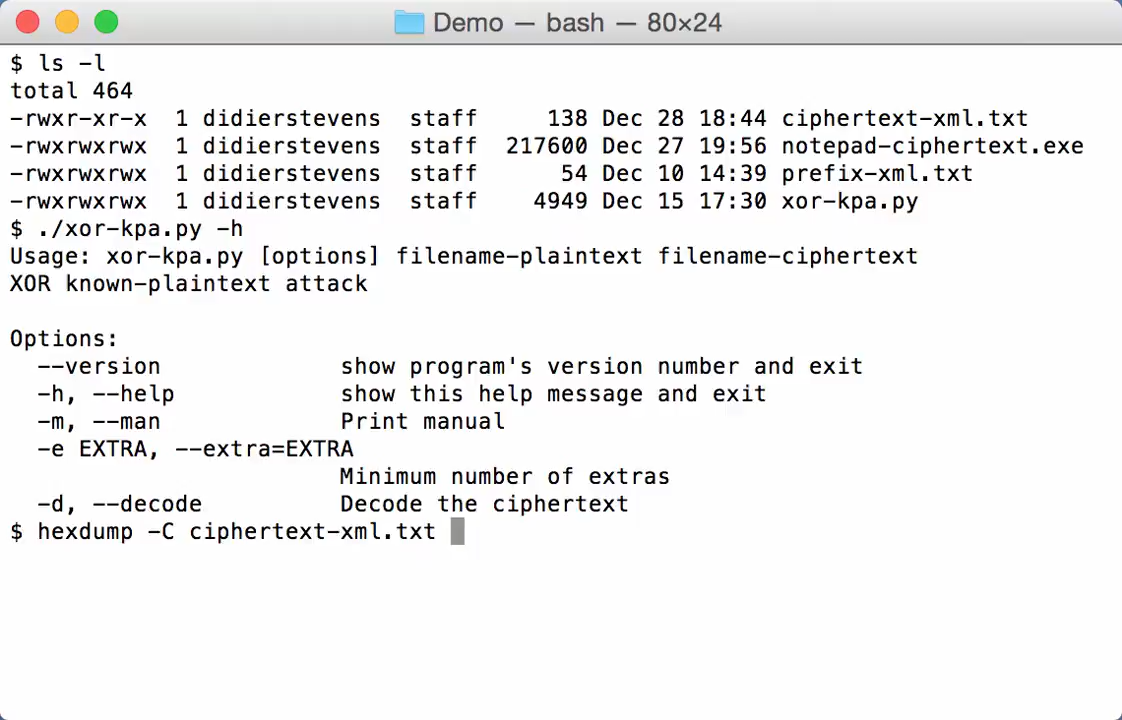 Demo — bash — 80×24
$ ls -l
total 464
-rwxr-xr-x  1 didierstevens  staff     138 Dec 28 18:44 ciphertext-xml.txt
-rwxrwxrwx  1 didierstevens  staff  217600 Dec 27 19:56 notepad-ciphertext.exe
-rwxrwxrwx  1 didierstevens  staff      54 Dec 10 14:39 prefix-xml.txt
-rwxrwxrwx  1 didierstevens  staff    4949 Dec 15 17:30 xor-kpa.py
$ ./xor-kpa.py -h
Usage: xor-kpa.py [options] filename-plaintext filename-ciphertext
XOR known-plaintext attack

Options:
  --version             show program's version number and exit
  -h, --help            show this help message and exit
  -m, --man             Print manual
  -e EXTRA, --extra=EXTRA
                        Minimum number of extras
  -d, --decode          Decode the ciphertext
$ hexdump -C ciphertext-xml.txt